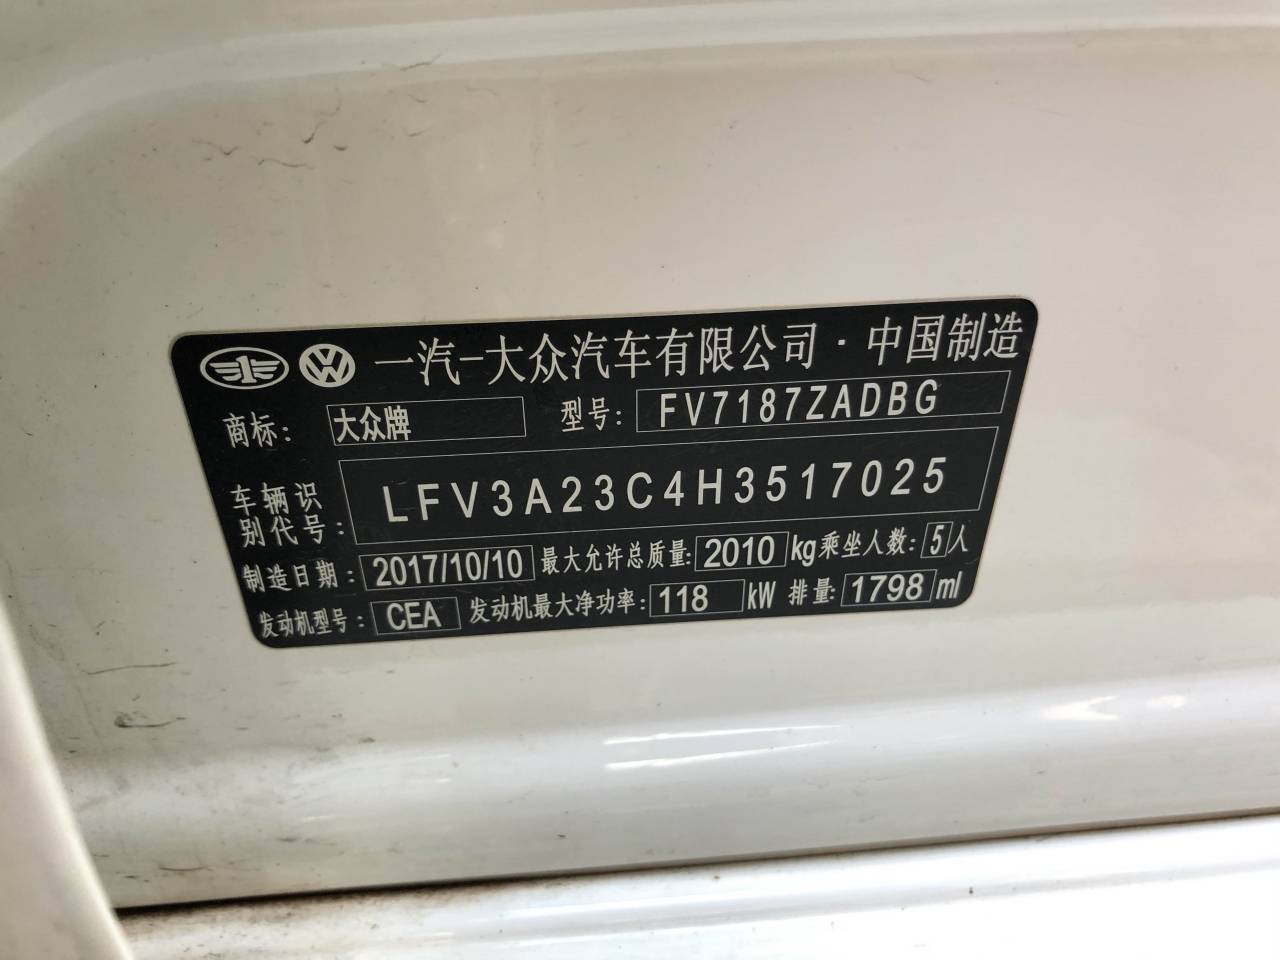 一汽-大众汽车有限公司·中国制造
商标: 大众牌 型号: FV7187ZADBG
车辆识别代号: LFV3A23C4H3517025
制造日期: 2017/10/10 最大允许总质量: 2010 kg 乘坐人数: 5 人
发动机型号: CEA 发动机最大净功率: 118 kW 排量: 1798 ml